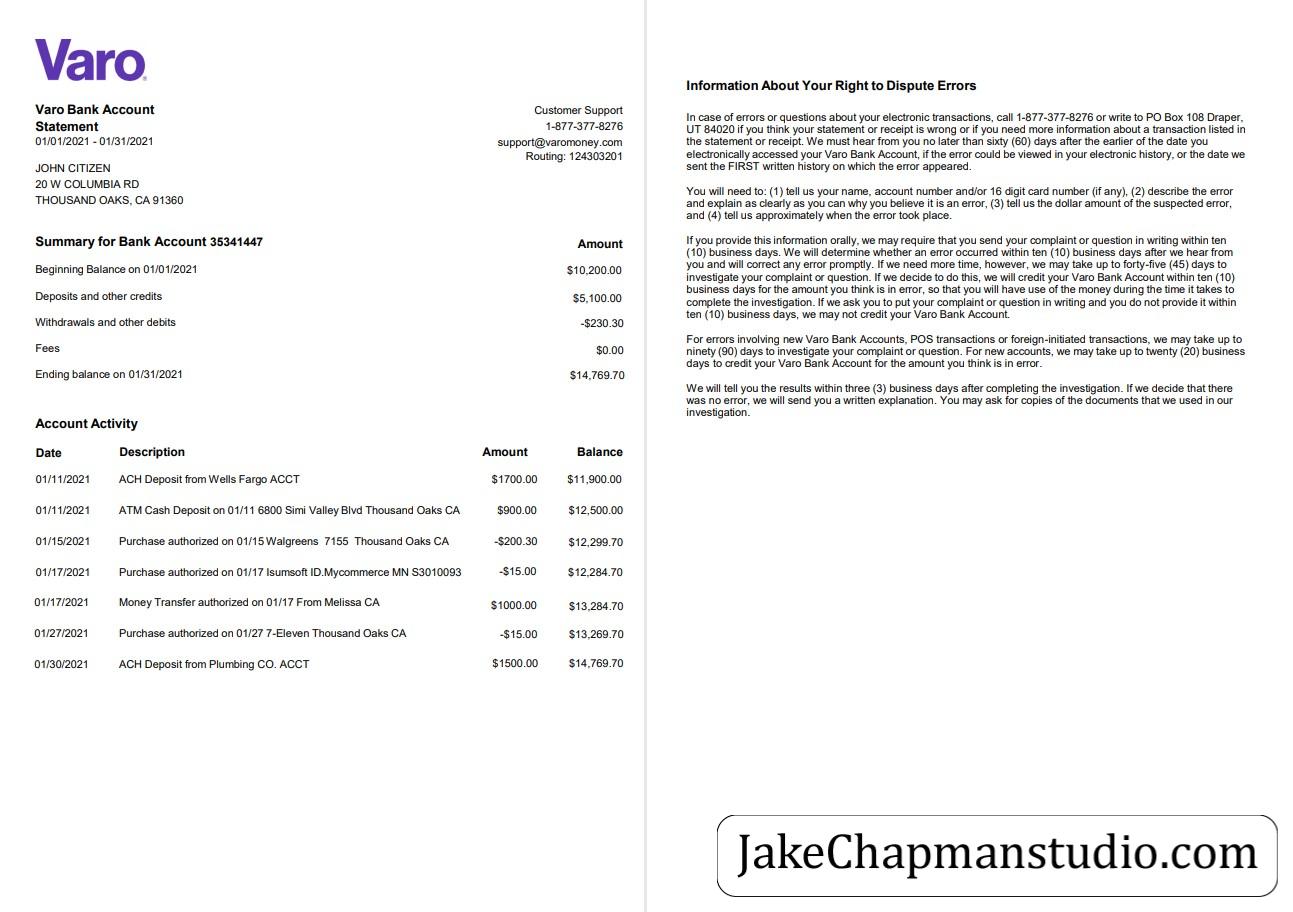 Varo
Varo Bank Account
Statement
01/01/2021 - 01/31/2021
Customer Support
1-877-377-8276
support@varomoney.com
Routing: 124303201
JOHN CITIZEN
20 W COLUMBIA RD
THOUSAND OAKS, CA 91360
Summary for Bank Account 35341447 Amount
Beginning Balance on 01/01/2021 $10,200.00
Deposits and other credits $5,100.00
Withdrawals and other debits -$230.30
Fees $0.00
Ending balance on 01/31/2021 $14,769.70
Account Activity
Date Description Amount Balance
01/11/2021 ACH Deposit from Wells Fargo ACCT $1700.00 $11,900.00
01/11/2021 ATM Cash Deposit on 01/11 6800 Simi Valley Blvd Thousand Oaks CA $900.00 $12,500.00
01/15/2021 Purchase authorized on 01/15 Walgreens 7155 Thousand Oaks CA -$200.30 $12,299.70
01/17/2021 Purchase authorized on 01/17 Isumsoft ID.Mycommerce MN S3010093 -$15.00 $12,284.70
01/17/2021 Money Transfer authorized on 01/17 From Melissa CA $1000.00 $13,284.70
01/27/2021 Purchase authorized on 01/27 7-Eleven Thousand Oaks CA -$15.00 $13,269.70
01/30/2021 ACH Deposit from Plumbing CO. ACCT $1500.00 $14,769.70
Information About Your Right to Dispute Errors
In case of errors or questions about your electronic transactions, call 1-877-377-8276 or write to PO Box 108 Draper,
UT 84020 if you think your statement or receipt is wrong or if you need more information about a transaction listed in
the statement or receipt. We must hear from you no later than sixty (60) days after the earlier of the date you
electronically accessed your Varo Bank Account, if the error could be viewed in your electronic history, or the date we
sent the FIRST written history on which the error appeared.
You will need to: (1) tell us your name, account number and/or 16 digit card number (if any), (2) describe the error
and explain as clearly as you can why you believe it is an error, (3) tell us the dollar amount of the suspected error,
and (4) tell us approximately when the error took place.
If you provide this information orally, we may require that you send your complaint or question in writing within ten
(10) business days. We will determine whether an error occurred within ten (10) business days after we hear from
you and will correct any error promptly. If we need more time, however, we may take up to forty-five (45) days to
investigate your complaint or question. If we decide to do this, we will credit your Varo Bank Account within ten (10)
business days for the amount you think is in error, so that you will have use of the money during the time it takes to
complete the investigation. If we ask you to put your complaint or question in writing and you do not provide it within
ten (10) business days, we may not credit your Varo Bank Account.
For errors involving new Varo Bank Accounts, POS transactions or foreign-initiated transactions, we may take up to
ninety (90) days to investigate your complaint or question. For new accounts, we may take up to twenty (20) business
days to credit your Varo Bank Account for the amount you think is in error.
We will tell you the results within three (3) business days after completing the investigation. If we decide that there
was no error, we will send you a written explanation. You may ask for copies of the documents that we used in our
investigation.
JakeChapmanstudio.com